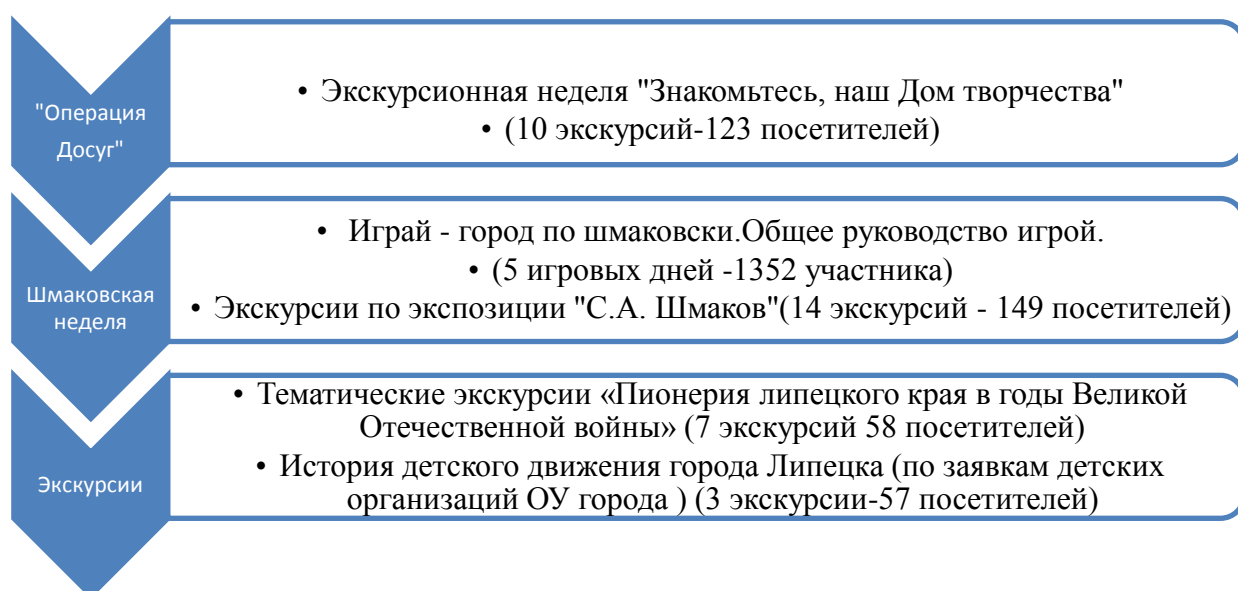 "Операция
Досуг"
• Экскурсионная неделя "Знакомьтесь, наш Дом творчества"
• (10 экскурсий-123 посетителей)
Шмаковская
неделя
• Играй - город по шмаковски.Общее руководство игрой.
• (5 игровых дней -1352 участника)
• Экскурсии по экспозиции "С.А. Шмаков"(14 экскурсий - 149 посетителей)
Экскурсии
• Тематические экскурсии «Пионерия липецкого края в годы Великой
Отечественной войны» (7 экскурсий 58 посетителей)
• История детского движения города Липецка (по заявкам детских
организаций ОУ города ) (3 экскурсии-57 посетителей)